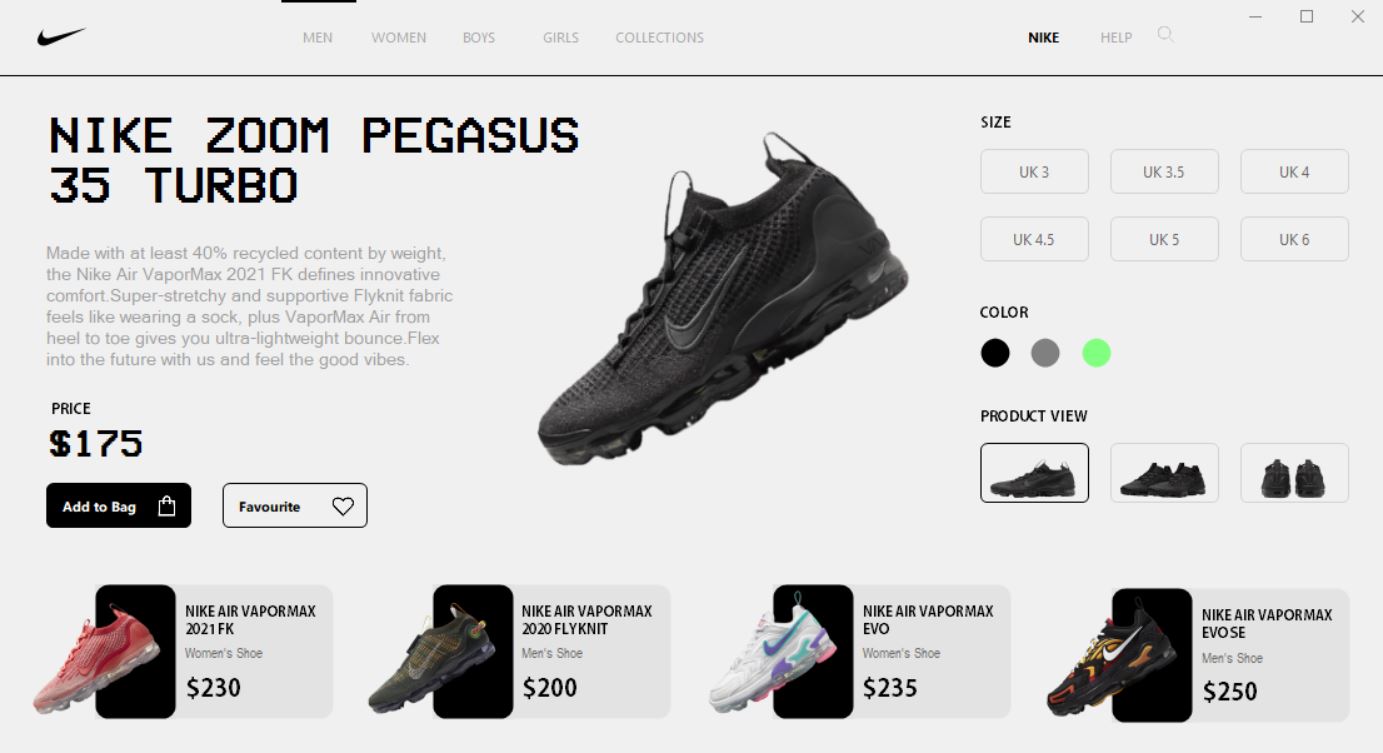 MEN WOMEN BOYS GIRLS COLLECTIONS NIKE HELP
NIKE ZOOM PEGASUS
35 TURBO
Made with at least 40% recycled content by weight,
the Nike Air VaporMax 2021 FK defines innovative
comfort.Super-stretchy and supportive Flyknit fabric
feels like wearing a sock, plus VaporMax Air from
heel to toe gives you ultra-lightweight bounce.Flex
into the future with us and feel the good vibes.
PRICE
$175
Add to Bag
Favourite
SIZE
UK 3
UK 3.5
UK 4
UK 4.5
UK 5
UK 6
COLOR
PRODUCT VIEW
NIKE AIR VAPORMAX
2021 FK
Women's Shoe
$230
NIKE AIR VAPORMAX
2020 FLYKNIT
Men's Shoe
$200
NIKE AIR VAPORMAX
EVO
Women's Shoe
$235
NIKE AIR VAPORMAX
EVO SE
Men's Shoe
$250